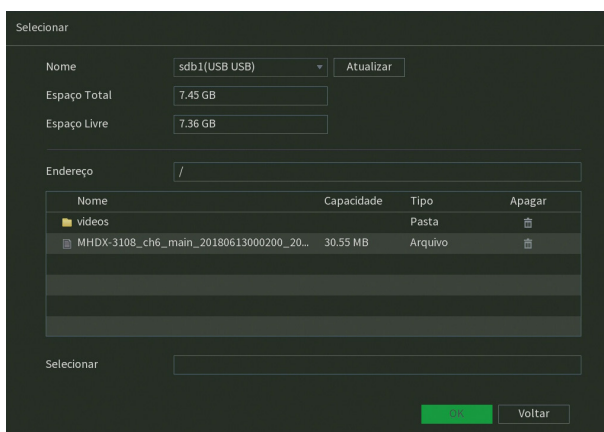 Selecionar
Nome sdb1(USB USB) Atualizar
Espaço Total 7.45 GB
Espaço Livre 7.36 GB
Endereço /
Nome Capacidade Tipo Apagar
videos Pasta
MHDX-3108_ch6_main_20180613000200_20... 30.55 MB Arquivo
Selecionar
OK Voltar